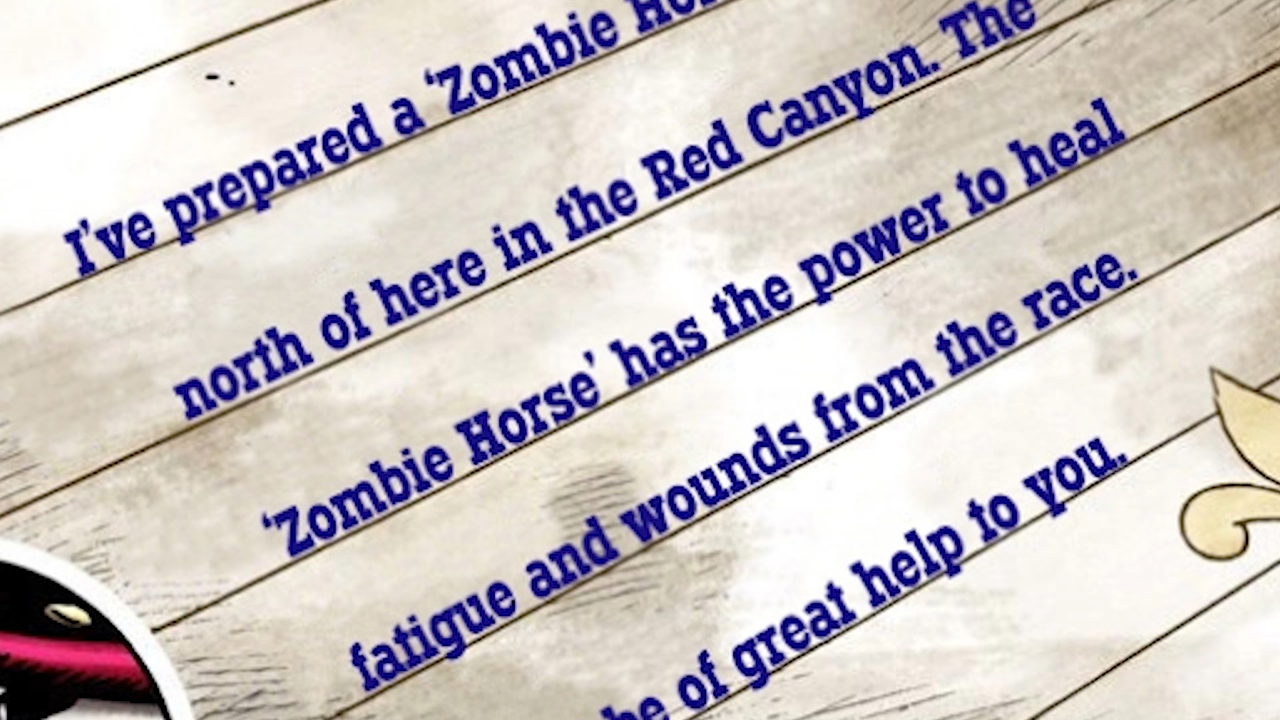 I've prepared a 'Zombie
north of here in the Red Canyon. The
'Zombie Horse' has the power to heal
fatigue and wounds from the race.
of great help to you.